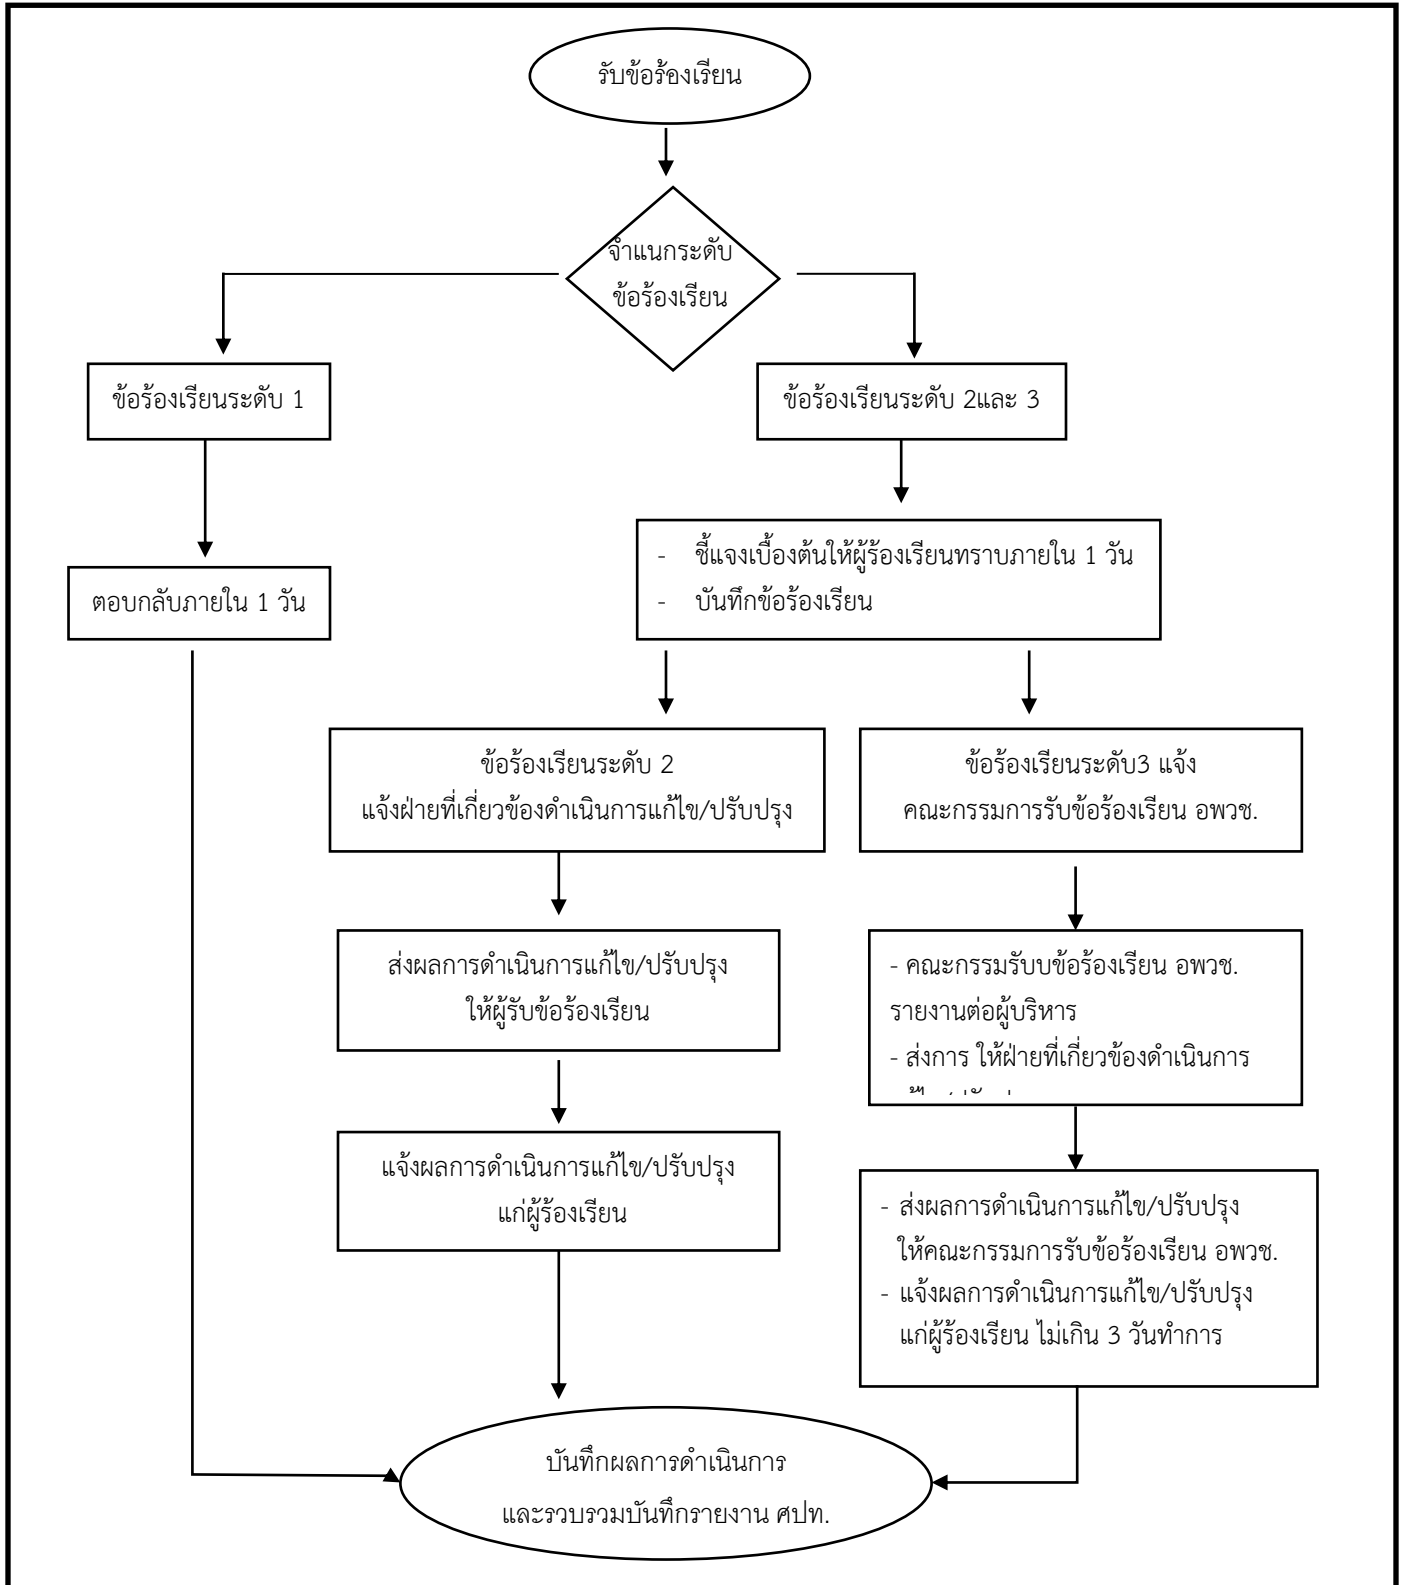 รับข้อร้องเรียน
จำแนกระดับ
ข้อร้องเรียน
ข้อร้องเรียนระดับ 1
ข้อร้องเรียนระดับ 2และ 3
- ชี้แจงเบื้องต้นให้ผู้ร้องเรียนทราบภายใน 1 วัน
- บันทึกข้อร้องเรียน
ตอบกลับภายใน 1 วัน
ข้อร้องเรียนระดับ 2
แจ้งฝ่ายที่เกี่ยวข้องดำเนินการแก้ไข/ปรับปรุง
ข้อร้องเรียนระดับ3 แจ้ง
คณะกรรมการรับข้อร้องเรียน อพวช.
ส่งผลการดำเนินการแก้ไข/ปรับปรุง
ให้ผู้รับข้อร้องเรียน
- คณะกรรมรับบข้อร้องเรียน อพวช.
รายงานต่อผู้บริหาร
- ส่งการ ให้ฝ่ายที่เกี่ยวข้องดำเนินการ
แจ้งผลการดำเนินการแก้ไข/ปรับปรุง
แก่ผู้ร้องเรียน
- ส่งผลการดำเนินการแก้ไข/ปรับปรุง
ให้คณะกรรมการรับข้อร้องเรียน อพวช.
- แจ้งผลการดำเนินการแก้ไข/ปรับปรุง
แก่ผู้ร้องเรียน ไม่เกิน 3 วันทำการ
บันทึกผลการดำเนินการ
และรวบรวมบันทึกรายงาน ศปท.